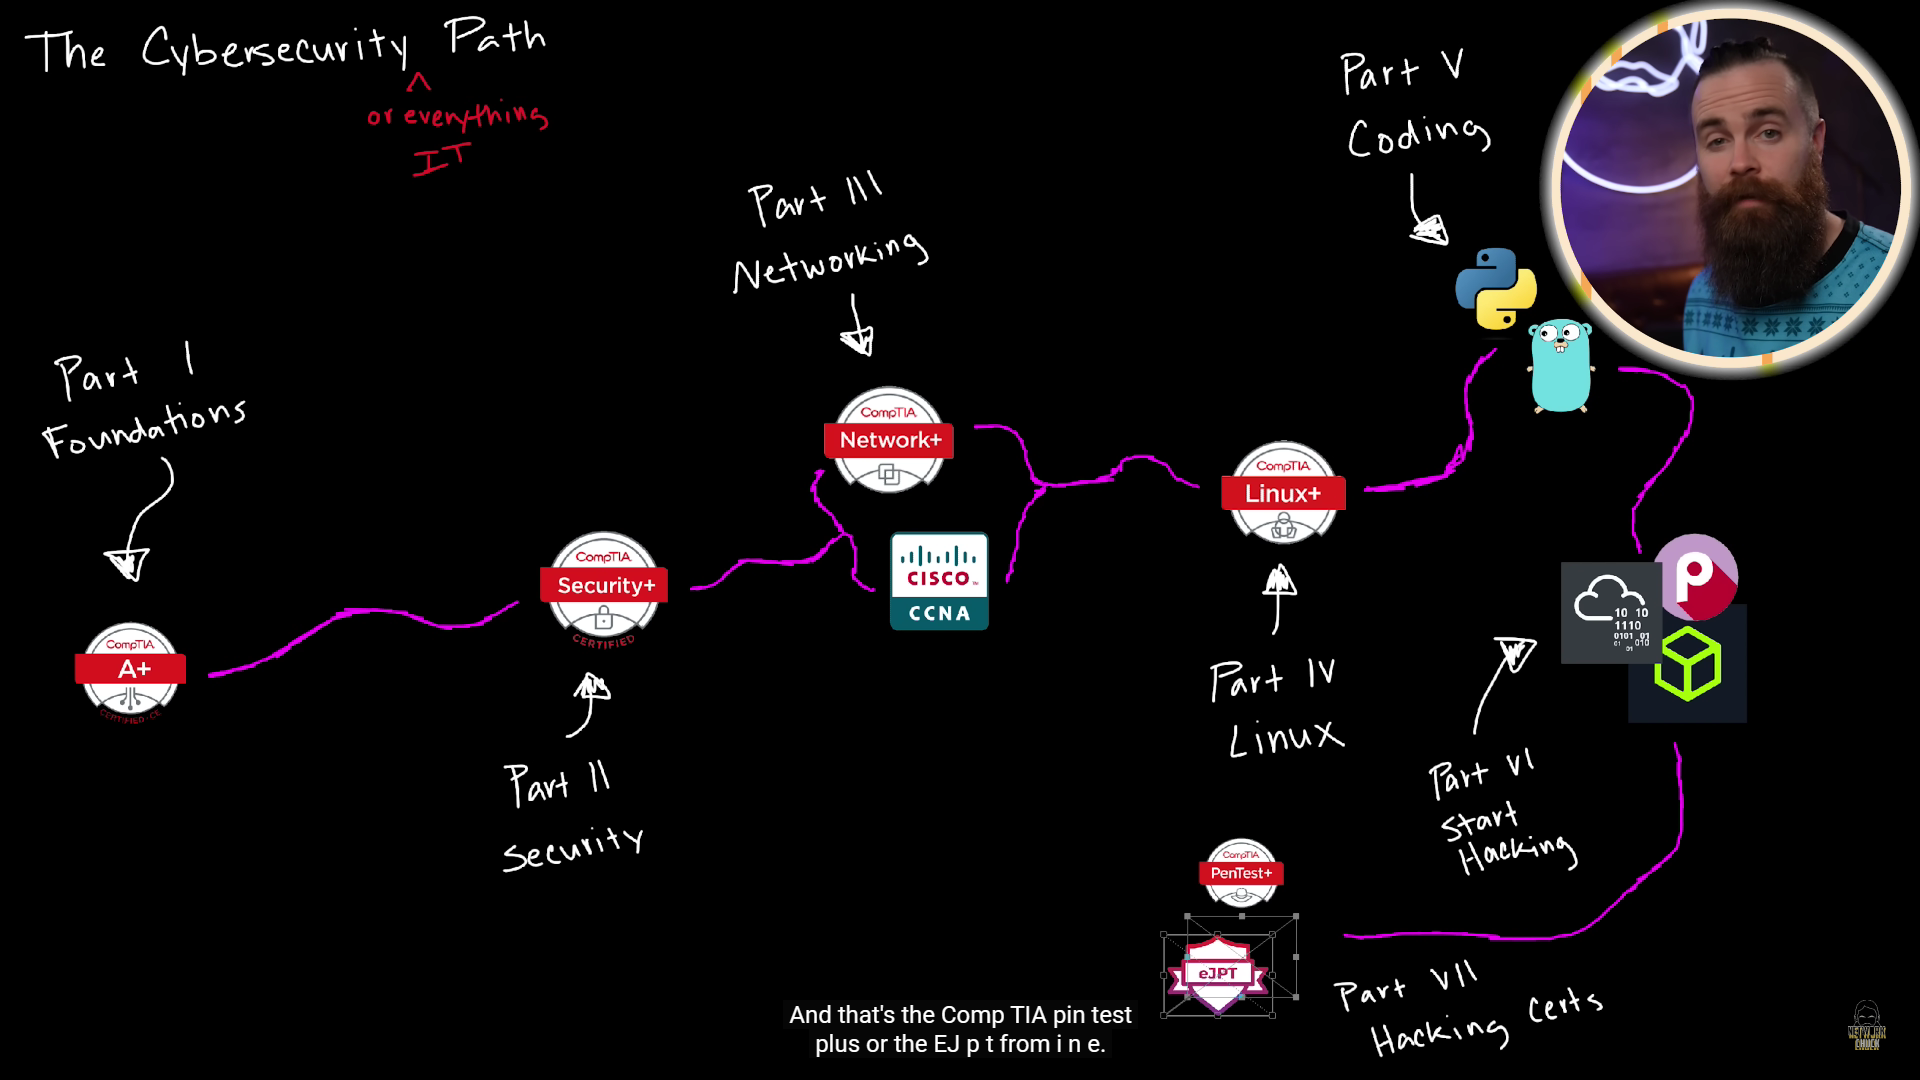 The Cybersecurity Path
^
or everything
IT
Part I
Foundations
CompTIA
A+
CERTIFIED CE
CompTIA
Security+
CERTIFIED
Part II
Security
Part III
Networking
CompTIA
Network+
CISCO
CCNA
CompTIA
Linux+
Part IV
Linux
Part V
Coding
P
10 10
1110
0101 01
01 010
01
Part VI
Start
Hacking
CompTIA
PenTest+
eJPT
Part VII
Hacking Certs
And that's the Comp TIA pin test
plus or the EJ p t from i n e.
NETWORK
CHUCK